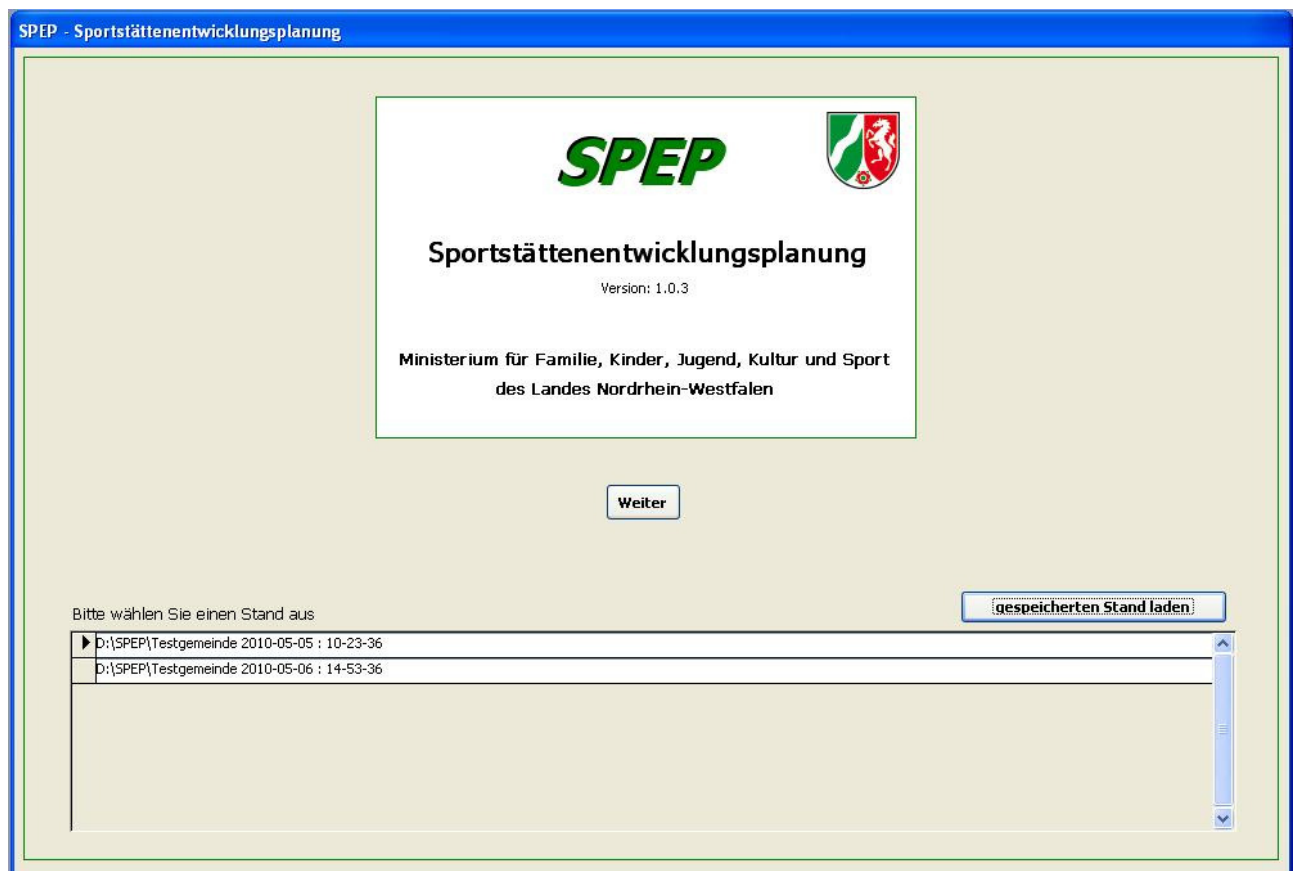 SPEP - Sportstättenentwicklungsplanung
SPEP
Sportstättenentwicklungsplanung
Version: 1.0.3
Ministerium für Familie, Kinder, Jugend, Kultur und Sport
des Landes Nordrhein-Westfalen
Weiter
gespeicherten Stand laden
Bitte wählen Sie einen Stand aus
D:\SPEP\Testgemeinde 2010-05-05 : 10-23-36
D:\SPEP\Testgemeinde 2010-05-06 : 14-53-36